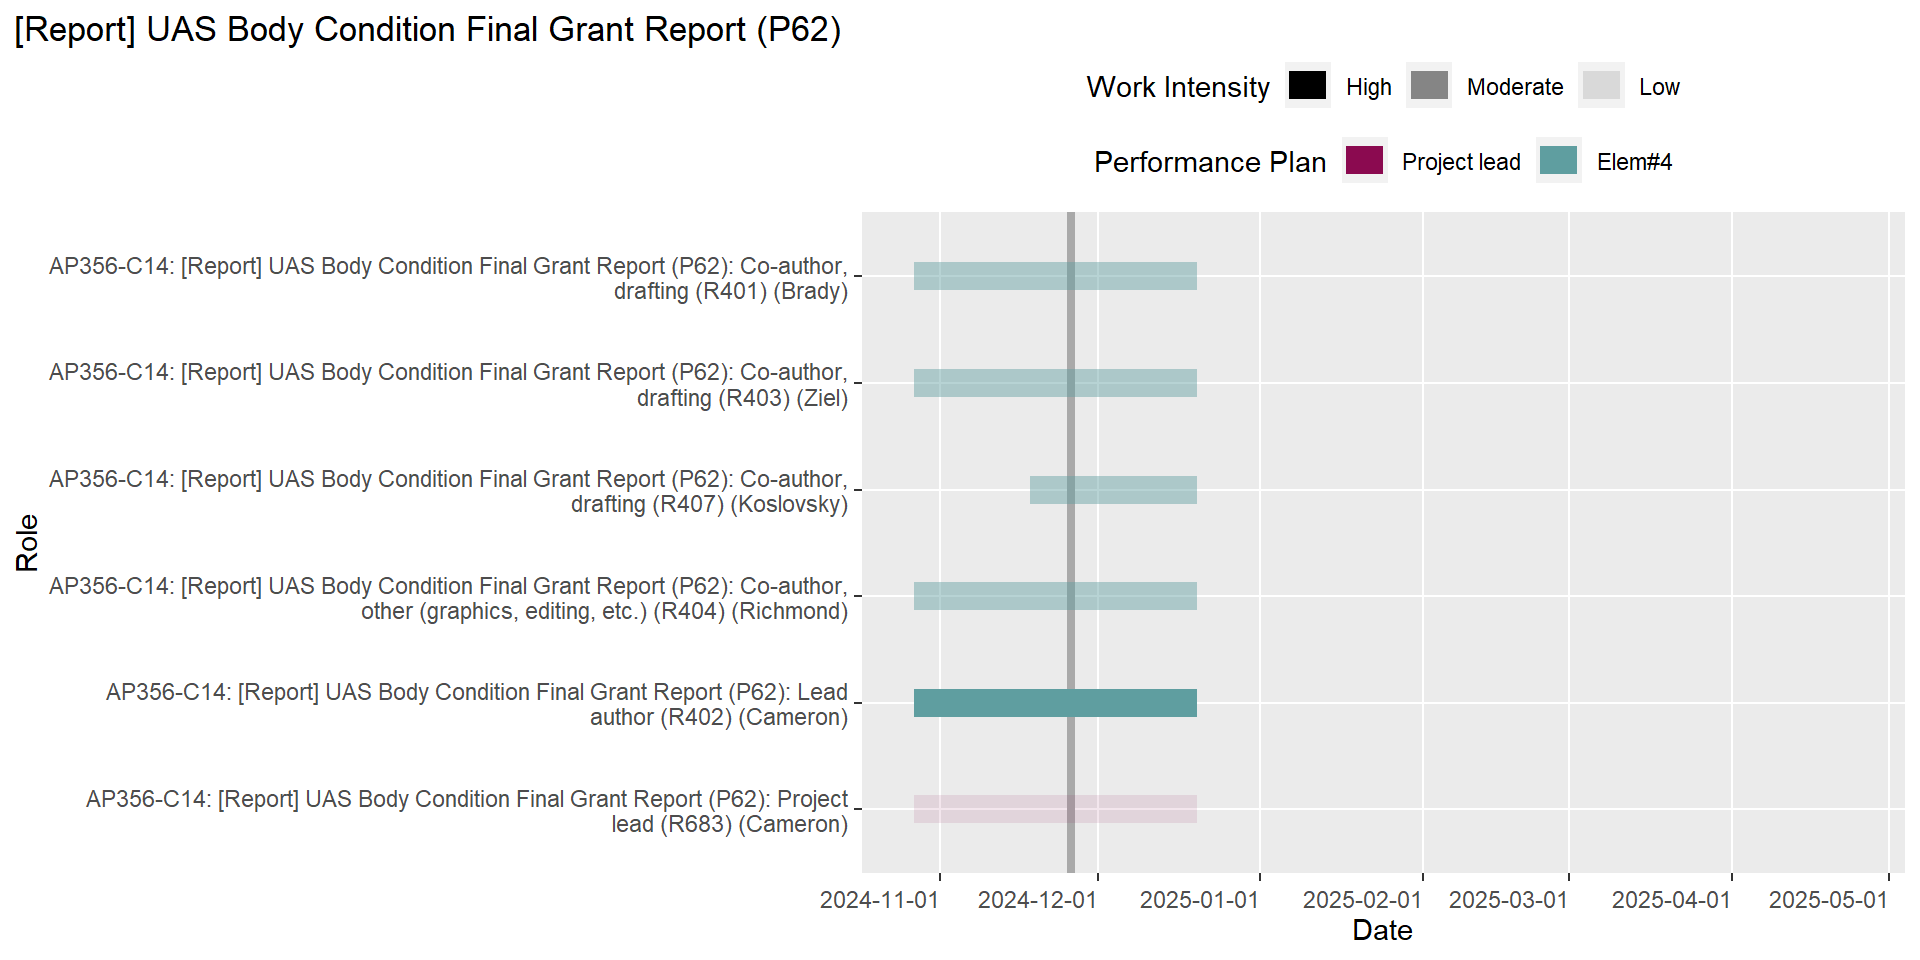 [Report] UAS Body Condition Final Grant Report (P62)
Work Intensity High Moderate Low
Performance Plan Project lead Elem#4
AP356-C14: [Report] UAS Body Condition Final Grant Report (P62): Co-author,
drafting (R401) (Brady)
AP356-C14: [Report] UAS Body Condition Final Grant Report (P62): Co-author,
drafting (R403) (Ziel)
AP356-C14: [Report] UAS Body Condition Final Grant Report (P62): Co-author,
drafting (R407) (Koslovsky)
AP356-C14: [Report] UAS Body Condition Final Grant Report (P62): Co-author,
other (graphics, editing, etc.) (R404) (Richmond)
AP356-C14: [Report] UAS Body Condition Final Grant Report (P62): Lead
author (R402) (Cameron)
AP356-C14: [Report] UAS Body Condition Final Grant Report (P62): Project
lead (R683) (Cameron)
Role
2024-11-01 2024-12-01 2025-01-01 2025-02-01 2025-03-01 2025-04-01 2025-05-01
Date